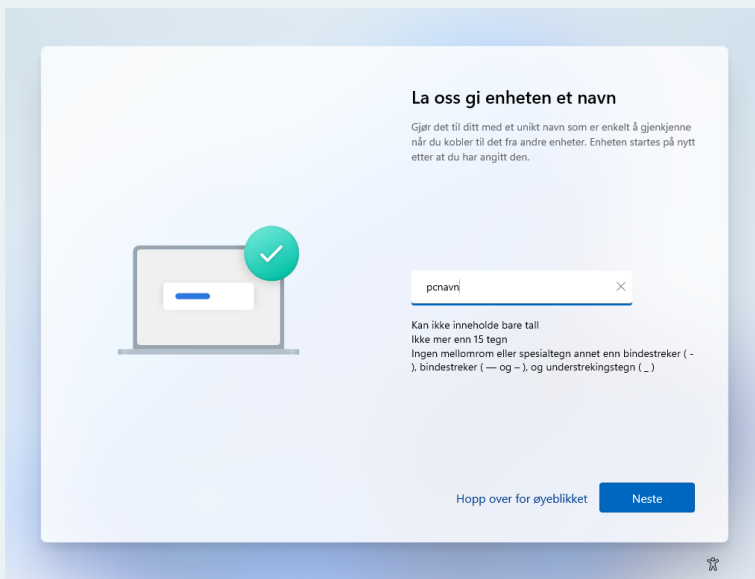 La oss gi enheten et navn
Gjør det til ditt med et unikt navn som er enkelt å gjenkjenne
når du kobler til det fra andre enheter. Enheten startes på nytt
etter at du har angitt den.
pcnavn
Kan ikke inneholde bare tall
Ikke mer enn 15 tegn
Ingen mellomrom eller spesialtegn annet enn bindestreker ( -
), bindestreker ( — og – ), og understrekingstegn ( _ )
Hopp over for øyeblikket
Neste